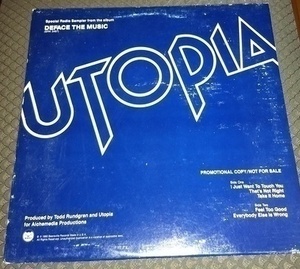 Special Radio Sampler from the album
DEFACE THE MUSIC
UTOPIA
PROMOTIONAL COPY/NOT FOR SALE
Side One
I Just Want To Touch You
That's Not Right
Take It Home
Side Two
Feel Too Good
Everybody Else Is Wrong
Produced by Todd Rundgren and Utopia
for Alchemedia Productions